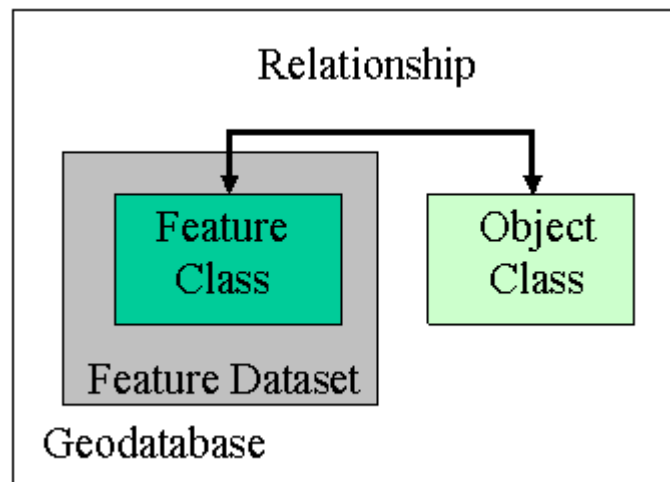 Relationship
Feature
Class
Object
Class
Feature Dataset
Geodatabase